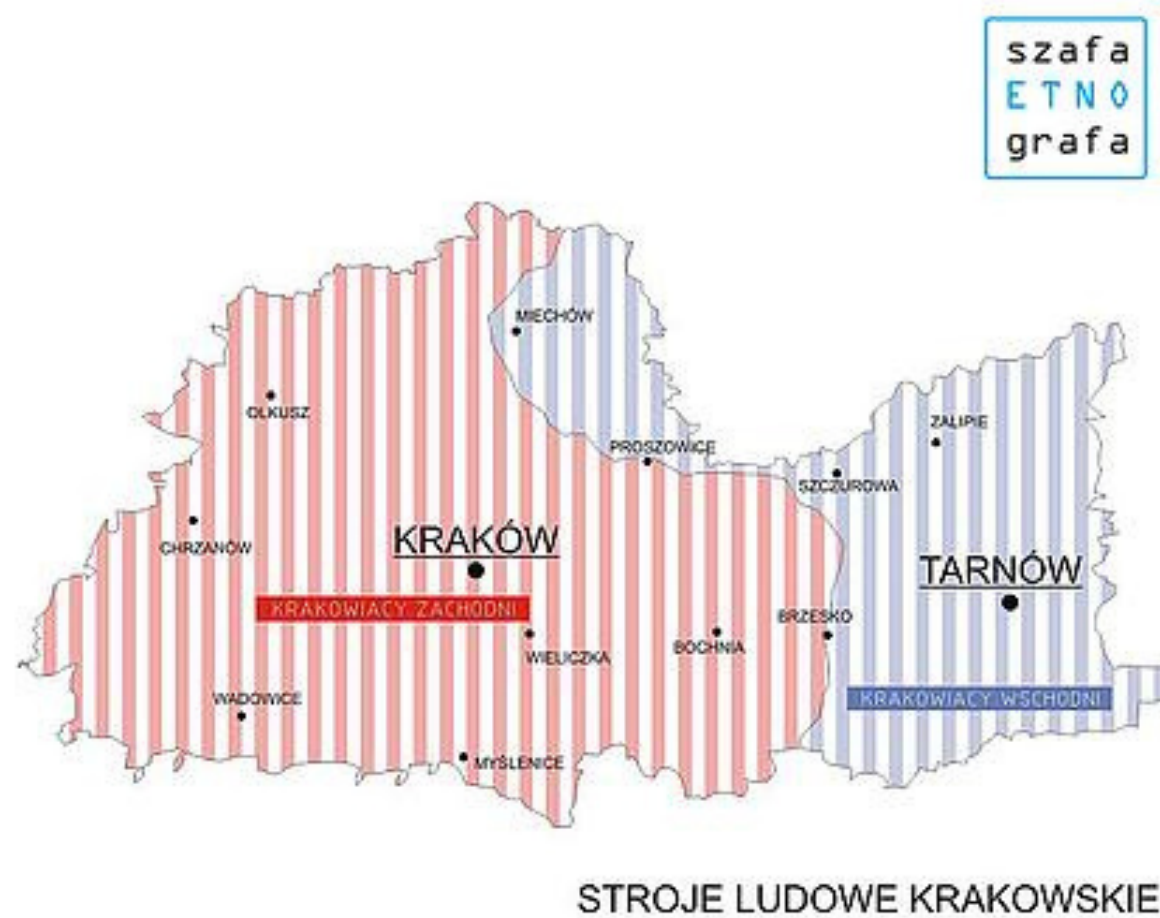 szafa
ETNO
grafa
MIECHÓW
OLKUSZ
ZALIPIE
PROSZOWICE
SZCZUROWA
KRAKÓW
CHRZANÓW
TARNÓW
KRAKOWIACY ZACHODNI
BRZESKO
WIELICZKA
BOCHNIA
WADOWICE
KRAKOWIACY WSCHODNI
MYŚLENICE
STROJE LUDOWE KRAKOWSKIE